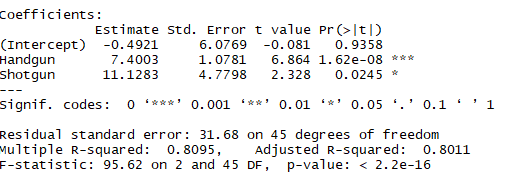 Coefficients:
Estimate Std. Error t value Pr(>|t|)
(Intercept) -0.4921 6.0769 -0.081 0.9358
Handgun 7.4003 1.0781 6.864 1.62e-08 ***
Shotgun 11.1283 4.7798 2.328 0.0245 *
---
Signif. codes: 0 ‘***’ 0.001 ‘**’ 0.01 ‘*’ 0.05 ‘.’ 0.1 ‘ ’ 1
Residual standard error: 31.68 on 45 degrees of freedom
Multiple R-squared: 0.8095, Adjusted R-squared: 0.8011
F-statistic: 95.62 on 2 and 45 DF, p-value: < 2.2e-16